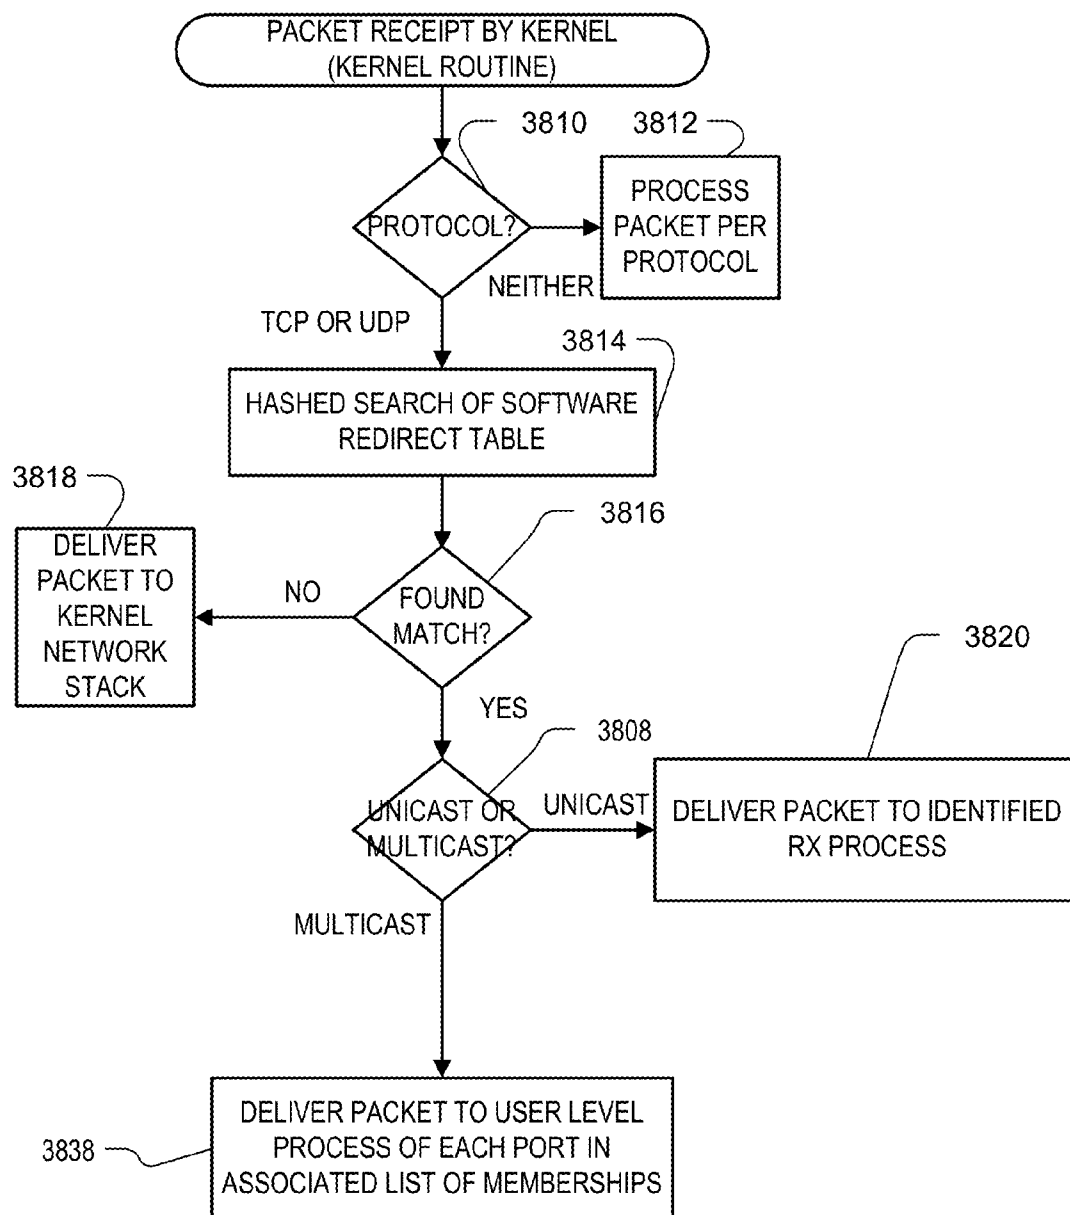 PACKET RECEIPT BY KERNEL
(KERNEL ROUTINE)
3810
3812
PROTOCOL?
PROCESS
PACKET PER
PROTOCOL
NEITHER
TCP OR UDP
3814
HASHED SEARCH OF SOFTWARE
REDIRECT TABLE
3818
3816
DELIVER
PACKET TO
KERNEL
NETWORK
STACK
NO
FOUND
MATCH?
3820
YES
3808
UNICAST OR
MULTICAST?
UNICAST
DELIVER PACKET TO IDENTIFIED
RX PROCESS
MULTICAST
3838
DELIVER PACKET TO USER LEVEL
PROCESS OF EACH PORT IN
ASSOCIATED LIST OF MEMBERSHIPS